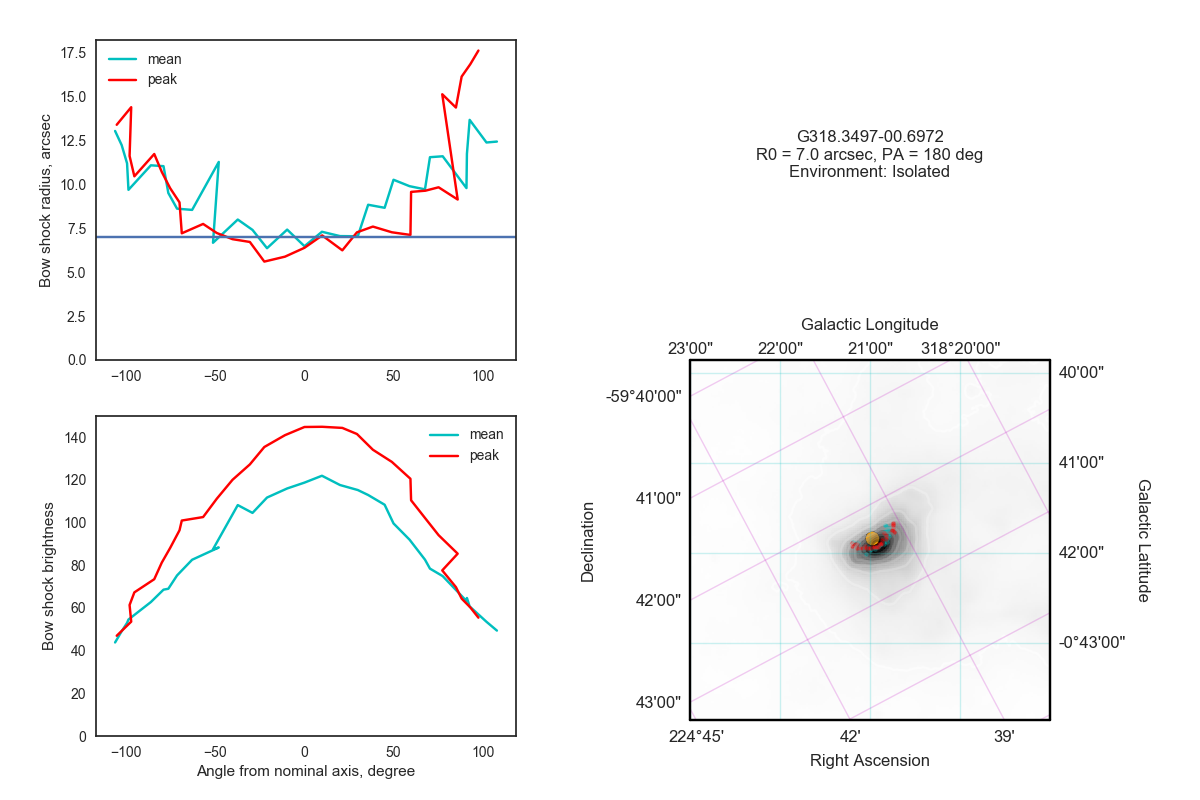 17.5
15.0
12.5
10.0
7.5
5.0
2.5
0.0
Bow shock radius, arcsec
mean
peak
−100
−50
0
50
100
G318.3497-00.6972
R0 = 7.0 arcsec, PA = 180 deg
Environment: Isolated
140
120
100
80
60
40
20
0
Bow shock brightness
mean
peak
−100
−50
0
50
100
Angle from nominal axis, degree
Galactic Longitude
23'00"
22'00"
21'00"
318°20'00"
-59°40'00"
41'00"
42'00"
43'00"
Declination
40'00"
41'00"
42'00"
-0°43'00"
Galactic Latitude
224°45'
42'
39'
Right Ascension